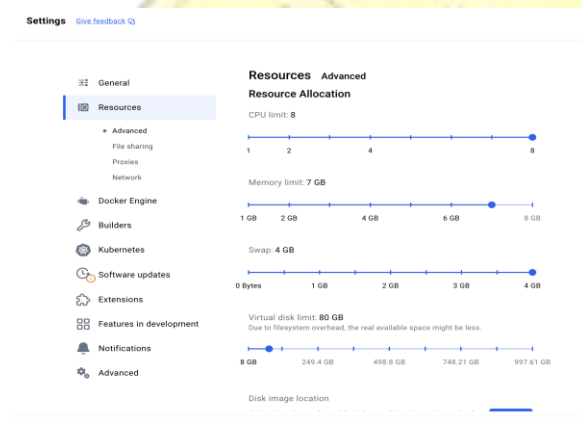 Settings Give feedback
General
Resources
Advanced
File sharing
Proxies
Network
Docker Engine
Builders
Kubernetes
Software updates
Extensions
Features in development
Notifications
Advanced
Resources Advanced
Resource Allocation
CPU limit: 8
1 2 4 8
Memory limit: 7 GB
1 GB 2 GB 4 GB 6 GB 8 GB
Swap: 4 GB
0 Bytes 1 GB 2 GB 3 GB 4 GB
Virtual disk limit: 80 GB
Due to filesystem overhead, the real available space might be less.
8 GB 249.4 GB 498.8 GB 748.21 GB 997.61 GB
Disk image location